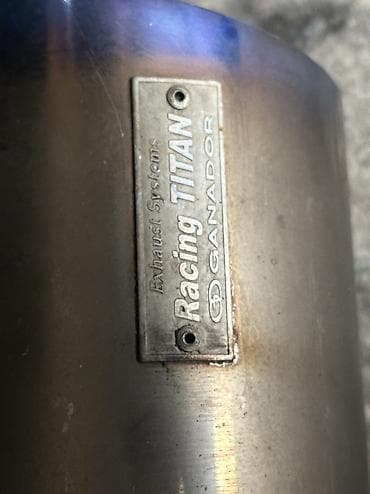 Exhaust Systems
Racing TITAN
GANADOR